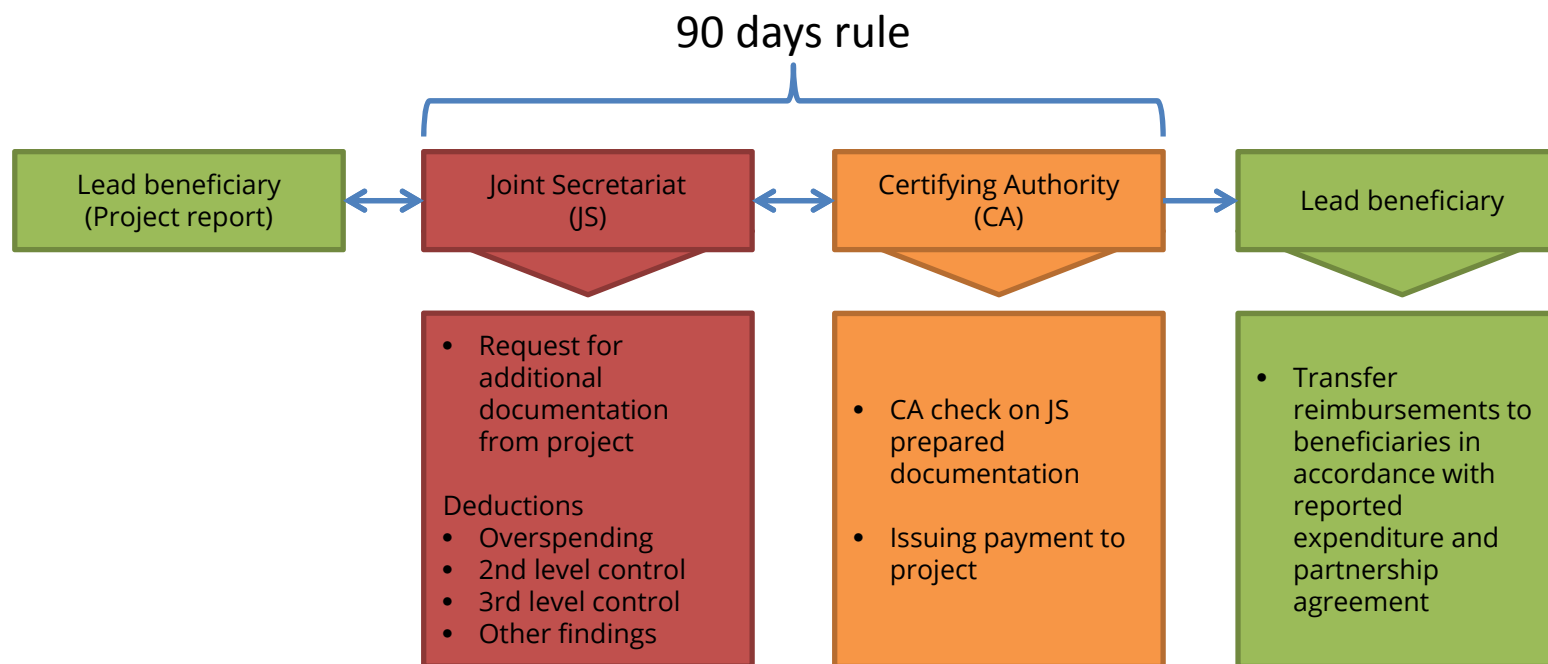 90 days rule
Lead beneficiary
(Project report)
Joint Secretariat
(JS)
Certifying Authority
(CA)
Lead beneficiary
• Request for
additional
documentation
from project
Deductions
• Overspending
• 2nd level control
• 3rd level control
• Other findings
• CA check on JS
prepared
documentation
• Issuing payment to
project
• Transfer
reimbursements to
beneficiaries in
accordance with
reported
expenditure and
partnership
agreement